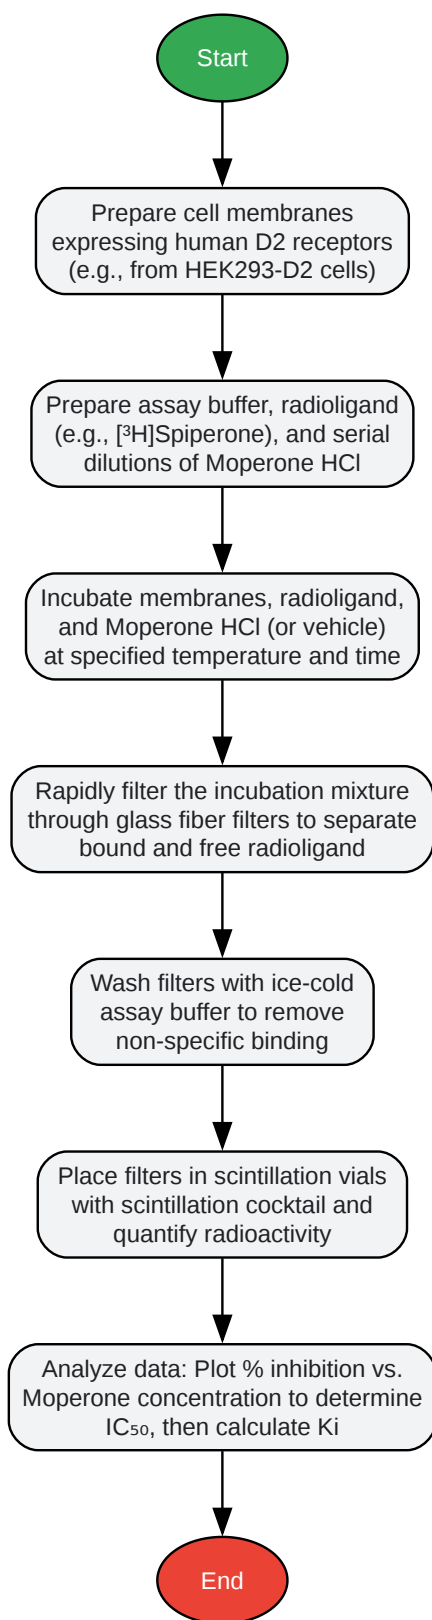 Start
Prepare cell membranes
expressing human D2 receptors
(e.g., from HEK293-D2 cells)
Prepare assay buffer, radioligand
(e.g., [³H]Spiperone), and serial
dilutions of Moperone HCl
Incubate membranes, radioligand,
and Moperone HCl (or vehicle)
at specified temperature and time
Rapidly filter the incubation mixture
through glass fiber filters to separate
bound and free radioligand
Wash filters with ice-cold
assay buffer to remove
non-specific binding
Place filters in scintillation vials
with scintillation cocktail and
quantify radioactivity
Analyze data: Plot % inhibition vs.
Moperone concentration to determine
IC₅₀, then calculate Ki
End